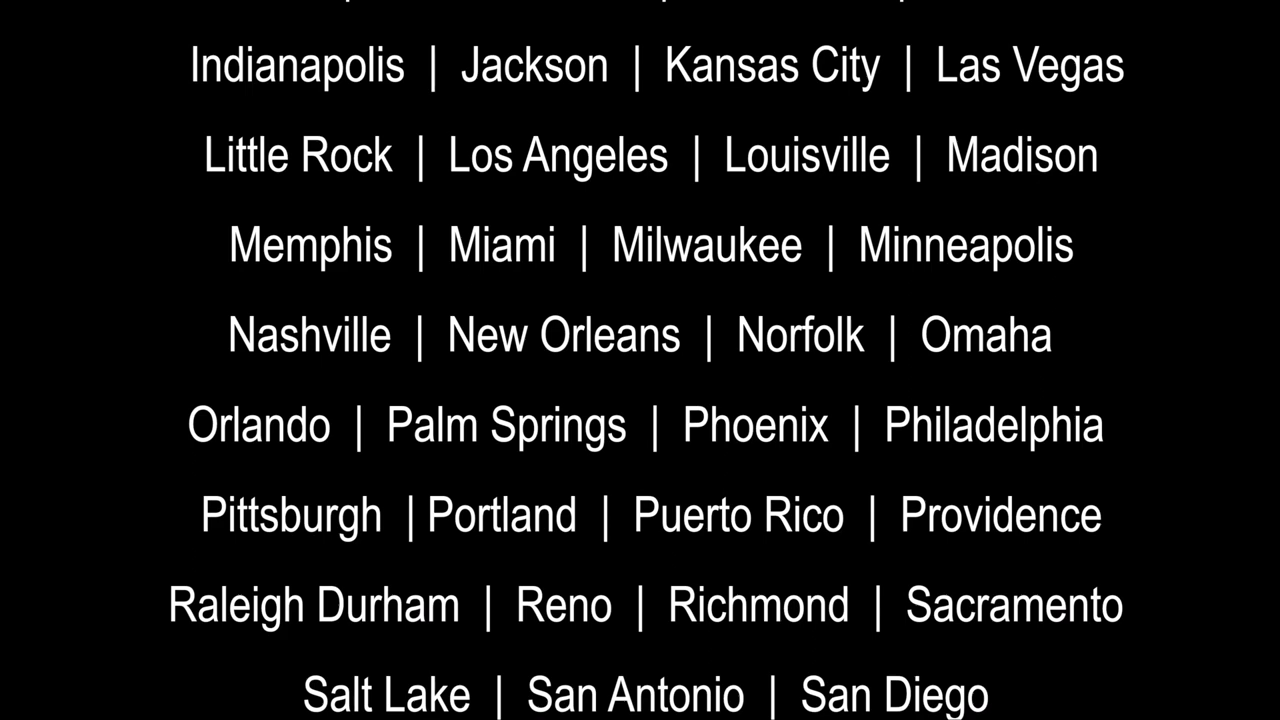 Indianapolis | Jackson | Kansas City | Las Vegas
Little Rock | Los Angeles | Louisville | Madison
Memphis | Miami | Milwaukee | Minneapolis
Nashville | New Orleans | Norfolk | Omaha
Orlando | Palm Springs | Phoenix | Philadelphia
Pittsburgh | Portland | Puerto Rico | Providence
Raleigh Durham | Reno | Richmond | Sacramento
Salt Lake | San Antonio | San Diego